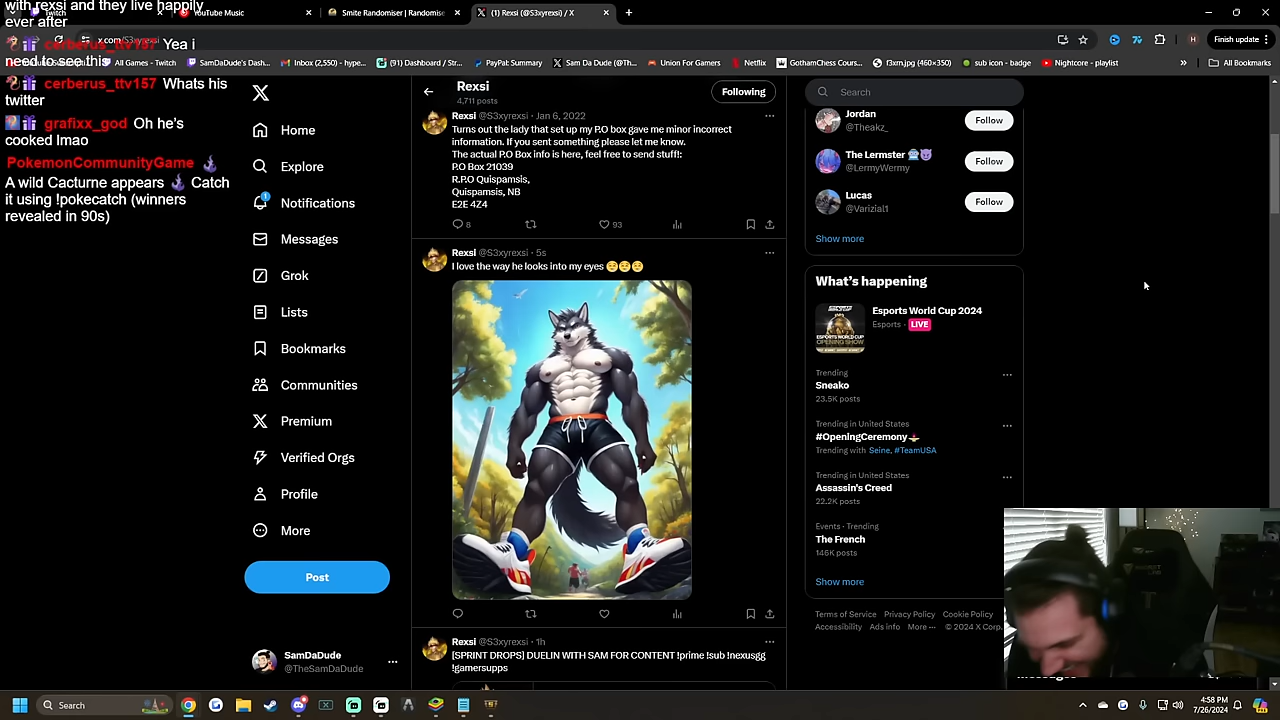 Twitch
YouTube Music
Smite Randomiser | Randomise
(1) Rexsi (@S3xyrexsi) / X
x.com/S3xyrexsi
Finish update
All Games - Twitch
SamDaDude's Dash...
Inbox (2,550) - hype...
(91) Dashboard / Str...
PayPal: Summary
Sam Da Dude (@Th...
Union For Gamers
Netflix
GothamChess Cours...
f3xm.jpg (460×350)
sub icon - badge
Nightcore - playlist
All Bookmarks
with rexsi and they live happily
ever after
cerberus_ttv157 Yea i
need to see this
cerberus_ttv157 Whats his
twitter
grafixx_god Oh he's
cooked lmao
PokemonCommunityGame
A wild Cacturne appears Catch
it using !pokecatch (winners
revealed in 90s)
Home
Explore
Notifications
1
Messages
Grok
Lists
Bookmarks
Communities
Premium
Verified Orgs
Profile
More
Post
SamDaDude
@TheSamDaDude
Rexsi
4,711 posts
Following
Rexsi @S3xyrexsi · Jan 6, 2022
Turns out the lady that set up my P.O box gave me minor incorrect
information. If you sent something please let me know.
The actual P.O Box info is here, feel free to send stuff!:
P.O Box 21039
R.P.O Quispamsis,
Quispamsis, NB
E2E 4Z4
8
93
Rexsi @S3xyrexsi · 5s
I love the way he looks into my eyes 😌😌😌
Rexsi @S3xyrexsi · 1h
[SPRINT DROPS] DUELIN WITH SAM FOR CONTENT !prime !sub !nexusgg
!gamersupps
Search
Jordan
@Theakz_
Follow
The Lermster
@LermyWermy
Follow
Lucas
@Varizial1
Follow
Show more
What's happening
Esports World Cup 2024
Esports · LIVE
Trending
Sneako
23.5K posts
Trending in United States
#OpeningCeremony
Trending with Seine, #TeamUSA
Trending in United States
Assassin's Creed
22.2K posts
Events · Trending
The French
146K posts
Show more
Terms of Service Privacy Policy Cookie Policy
Accessibility Ads info More ··· © 2024 X Corp.
Search
4:58 PM
7/26/2024